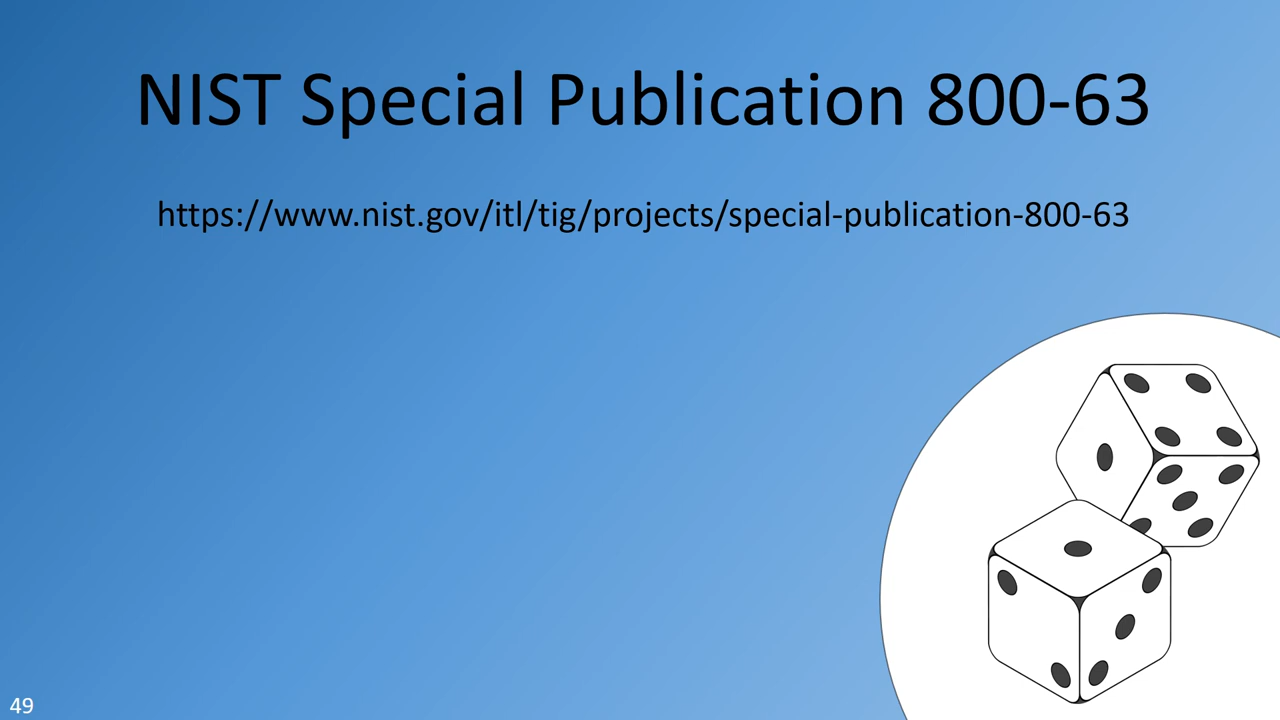 NIST Special Publication 800-63
https://www.nist.gov/itl/tig/projects/special-publication-800-63
49